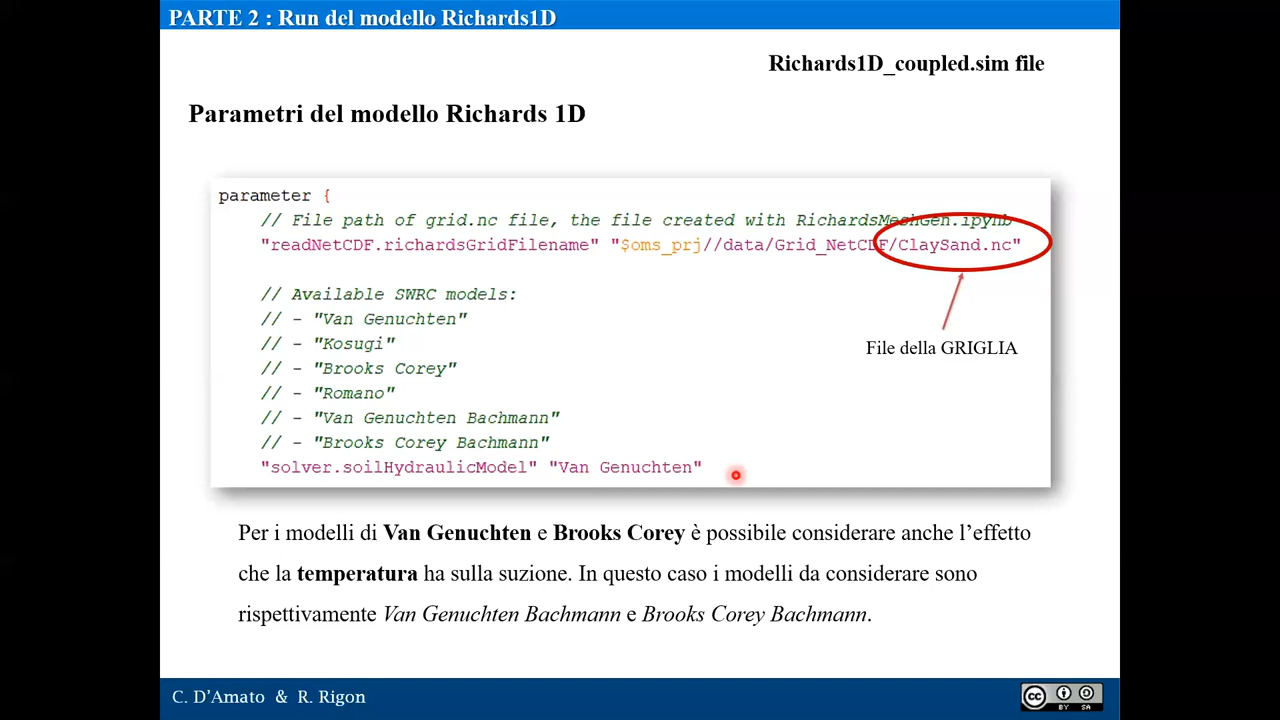 PARTE 2 : Run del modello Richards1D
Richards1D_coupled.sim file
Parametri del modello Richards 1D
parameter {
// File path of grid.nc file, the file created with RichardsMeshGen.ipynb
"readNetCDF.richardsGridFilename" "$oms_prj//data/Grid_NetCDF/ClaySand.nc"
// Available SWRC models:
// - "Van Genuchten"
// - "Kosugi"
// - "Brooks Corey"
// - "Romano"
// - "Van Genuchten Bachmann"
// - "Brooks Corey Bachmann"
"solver.soilHydraulicModel" "Van Genuchten"
File della GRIGLIA
Per i modelli di Van Genuchten e Brooks Corey è possibile considerare anche l’effetto
che la temperatura ha sulla suzione. In questo caso i modelli da considerare sono
rispettivamente Van Genuchten Bachmann e Brooks Corey Bachmann.
C. D’Amato & R. Rigon
cc
BY SA